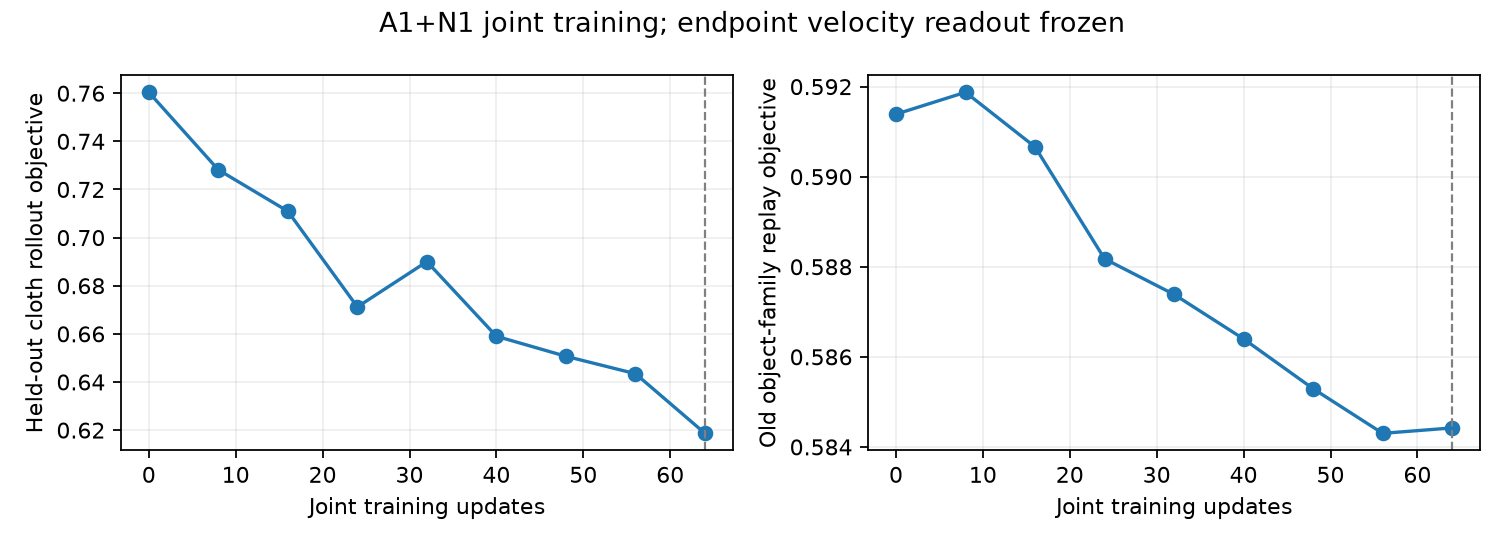 A1+N1 joint training; endpoint velocity readout frozen
Held-out cloth rollout objective
0.76
0.74
0.72
0.70
0.68
0.66
0.64
0.62
0 10 20 30 40 50 60
Joint training updates
Old object-family replay objective
0.592
0.590
0.588
0.586
0.584
0 10 20 30 40 50 60
Joint training updates